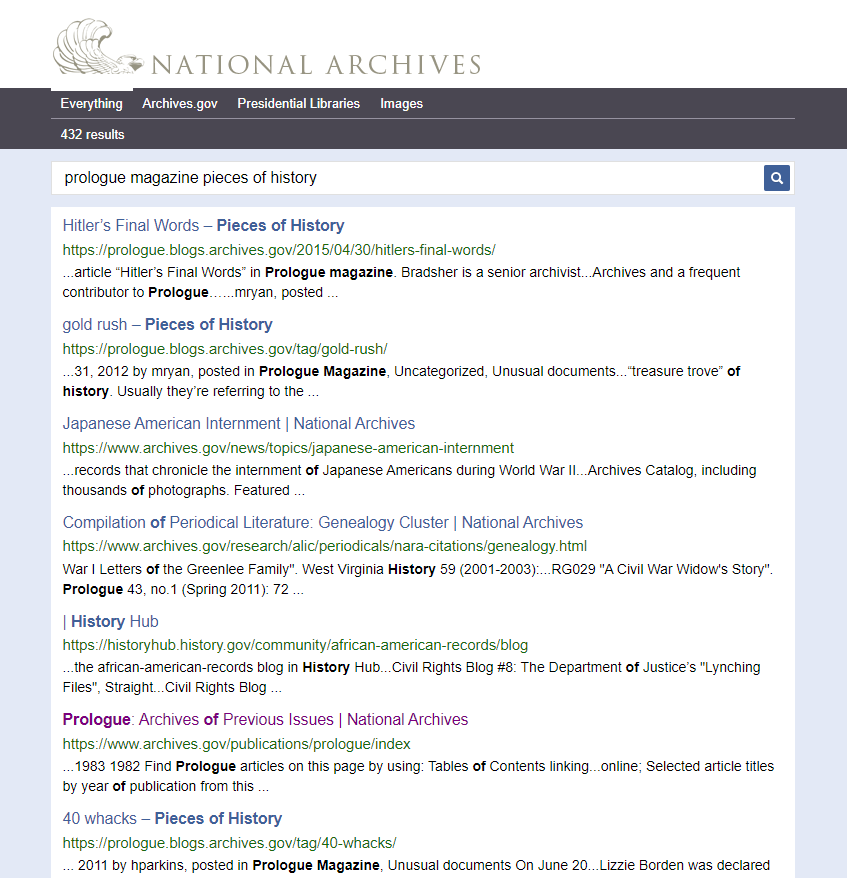 NATIONAL ARCHIVES
Everything Archives.gov Presidential Libraries Images
432 results
prologue magazine pieces of history
Hitler’s Final Words – Pieces of History
https://prologue.blogs.archives.gov/2015/04/30/hitlers-final-words/
...article “Hitler’s Final Words” in Prologue magazine. Bradsher is a senior archivist...Archives and a frequent
contributor to Prologue…...mryan, posted ...
gold rush – Pieces of History
https://prologue.blogs.archives.gov/tag/gold-rush/
...31, 2012 by mryan, posted in Prologue Magazine, Uncategorized, Unusual documents...“treasure trove” of
history. Usually they’re referring to the ...
Japanese American Internment | National Archives
https://www.archives.gov/news/topics/japanese-american-internment
...records that chronicle the internment of Japanese Americans during World War II...Archives Catalog, including
thousands of photographs. Featured ...
Compilation of Periodical Literature: Genealogy Cluster | National Archives
https://www.archives.gov/research/alic/periodicals/nara-citations/genealogy.html
War I Letters of the Greenlee Family". West Virginia History 59 (2001-2003):...RG029 "A Civil War Widow's Story".
Prologue 43, no.1 (Spring 2011): 72 ...
| History Hub
https://historyhub.history.gov/community/african-american-records/blog
...the african-american-records blog in History Hub...Civil Rights Blog #8: The Department of Justice’s "Lynching
Files", Straight...Civil Rights Blog ...
Prologue: Archives of Previous Issues | National Archives
https://www.archives.gov/publications/prologue/index
...1983 1982 Find Prologue articles on this page by using: Tables of Contents linking...online; Selected article titles
by year of publication from this ...
40 whacks – Pieces of History
https://prologue.blogs.archives.gov/tag/40-whacks/
... 2011 by hparkins, posted in Prologue Magazine, Unusual documents On June 20...Lizzie Borden was declared